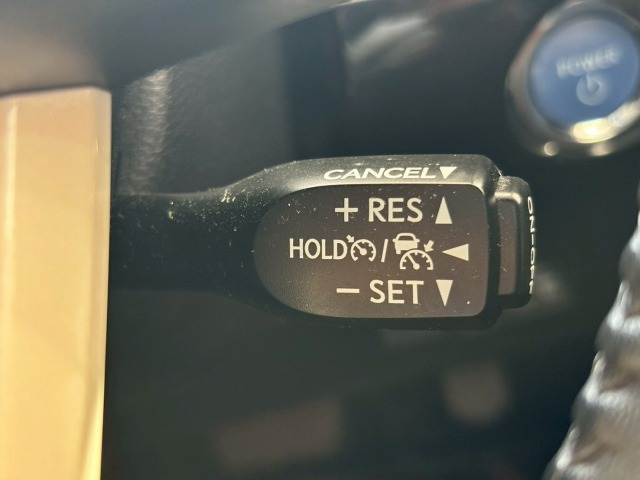 POWER
CANCEL▼
+ RES ▲
HOLD / ◀
− SET ▼
ON-OFF